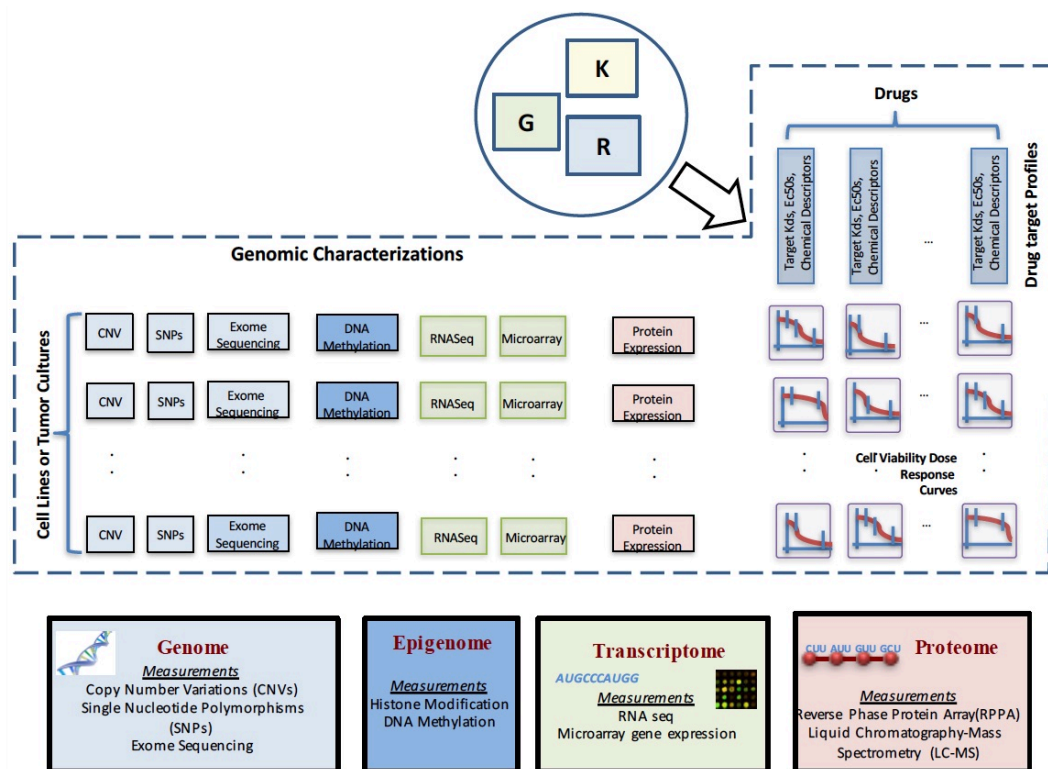 K
G
R
Drugs
Target Kds, Ec50s,
Chemical Descriptors
Target Kds, Ec50s,
Chemical Descriptors
...
Target Kds, Ec50s,
Chemical Descriptors
Drug target Profiles
Genomic Characterizations
Cell Lines or Tumor Cultures
CNV
SNPs
Exome
Sequencing
DNA
Methylation
RNASeq
Microarray
Protein
Expression
...
CNV
SNPs
Exome
Sequencing
DNA
Methylation
RNASeq
Microarray
Protein
Expression
...
Cell Viability Dose
Response
Curves
CNV
SNPs
Exome
Sequencing
DNA
Methylation
RNASeq
Microarray
Protein
Expression
...
Genome
Measurements
Copy Number Variations (CNVs)
Single Nucleotide Polymorphisms
(SNPs)
Exome Sequencing
Epigenome
Measurements
Histone Modification
DNA Methylation
Transcriptome
AUGCCCAUGG
Measurements
RNA seq
Microarray gene expression
CUU AUU GUU GCU
Proteome
Measurements
Reverse Phase Protein Array(RPPA)
Liquid Chromatography-Mass
Spectrometry (LC-MS)